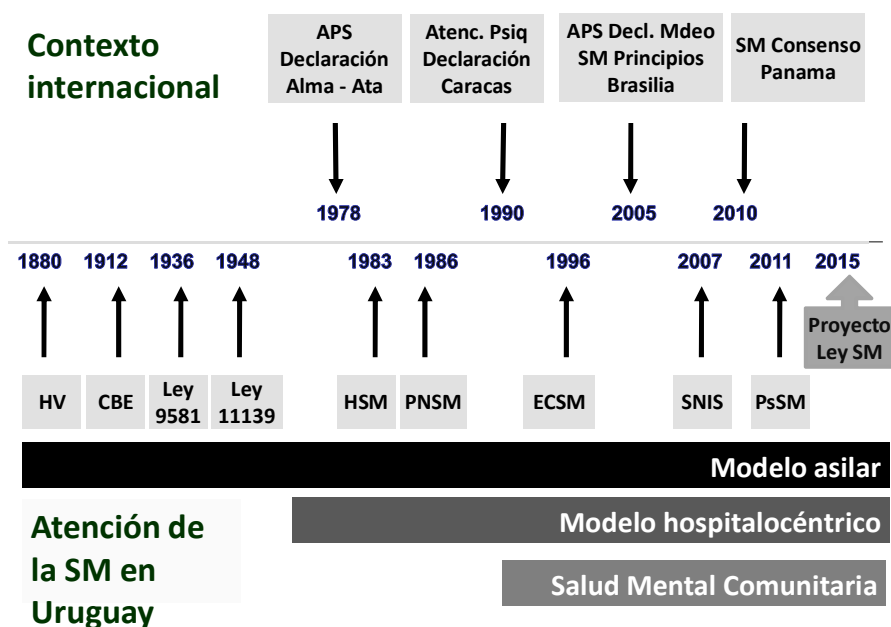 Contexto
internacional
APS
Declaración
Alma - Ata
Atenc. Psiq
Declaración
Caracas
APS Decl. Mdeo
SM Principios
Brasilia
SM Consenso
Panama
1978
1990
2005
2010
1880
1912
1936
1948
1983
1986
1996
2007
2011
2015
HV
CBE
Ley
9581
Ley
11139
HSM
PNSM
ECSM
SNIS
PsSM
Proyecto
Ley SM
Modelo asilar
Modelo hospitalocéntrico
Salud Mental Comunitaria
Atención de
la SM en
Uruguay